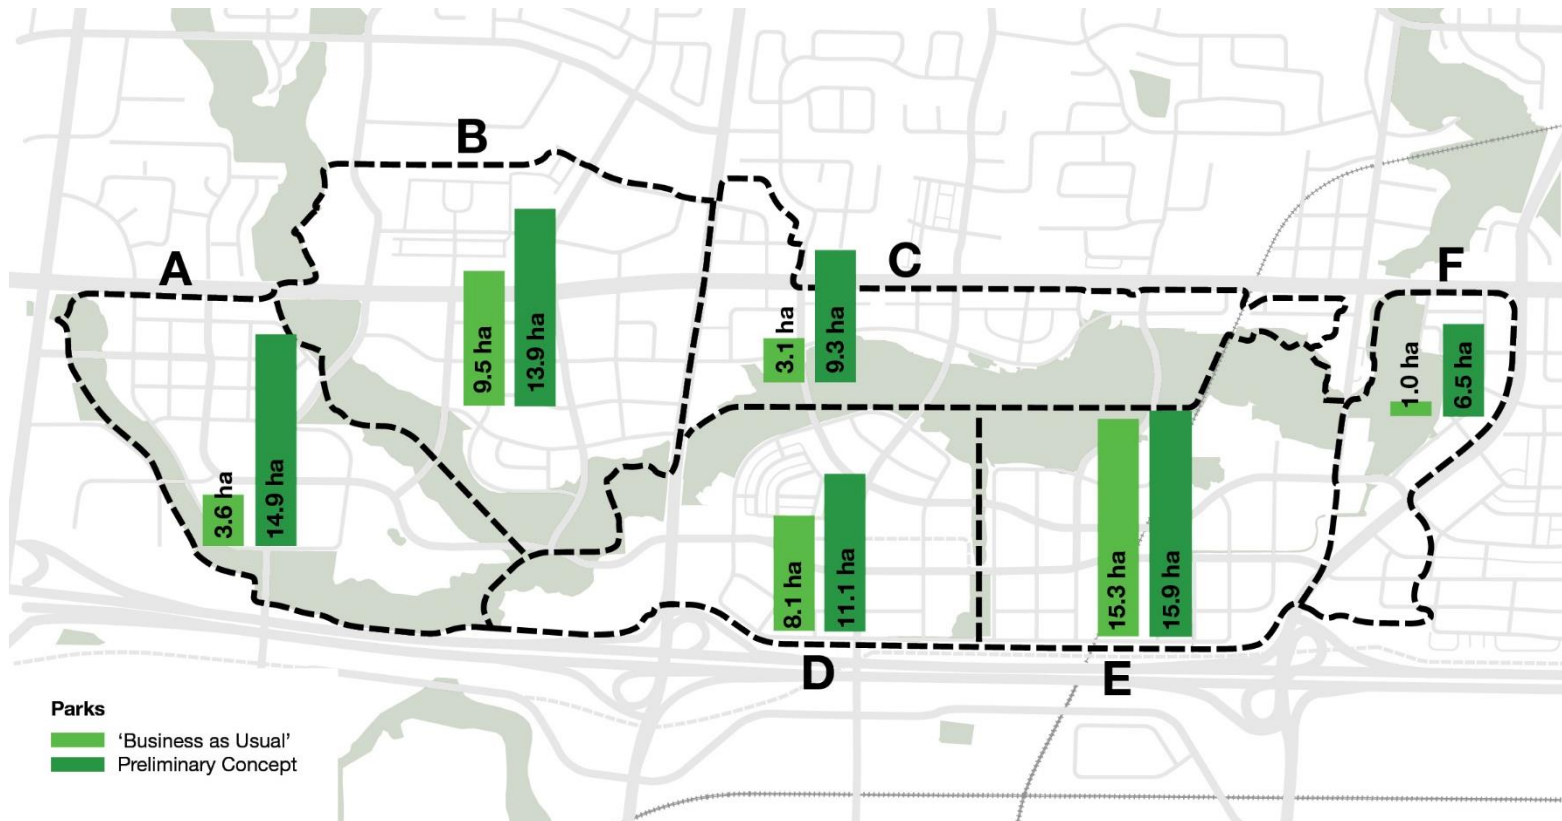 B
A
C
F
9.5 ha
13.9 ha
3.1 ha
9.3 ha
1.0 ha
6.5 ha
3.6 ha
14.9 ha
8.1 ha
11.1 ha
15.3 ha
15.9 ha
D
E
Parks
‘Business as Usual’
Preliminary Concept